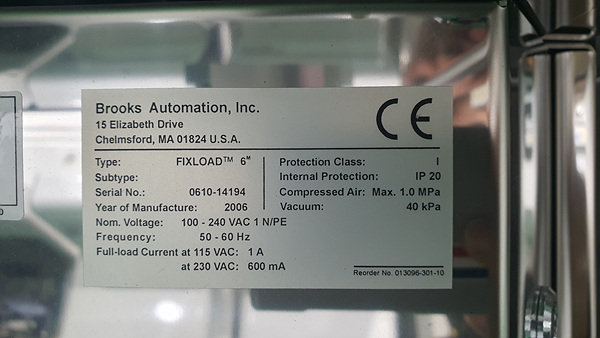 Brooks Automation, Inc.
15 Elizabeth Drive
Chelmsford, MA 01824 U.S.A.
CE
Type: FIXLOAD™ 6"
Subtype:
Serial No.: 0610-14194
Year of Manufacture: 2006
Nom. Voltage: 100 - 240 VAC 1 N/PE
Frequency: 50 - 60 Hz
Full-load Current at 115 VAC: 1 A
at 230 VAC: 600 mA
Protection Class: I
Internal Protection: IP 20
Compressed Air: Max. 1.0 MPa
Vacuum: 40 kPa
Reorder No. 013096-301-10
0